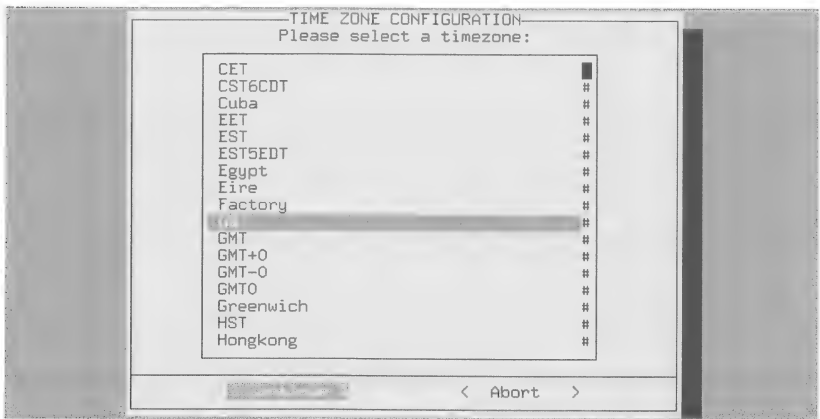 TIME ZONE CONFIGURATION
Please select a timezone:
CET
CST6CDT #
Cuba #
EET #
EST #
EST5EDT #
Egypt #
Eire #
Factory #
#
GMT #
GMT+0 #
GMT-0 #
GMT0 #
Greenwich #
HST #
Hongkong #
< Abort >